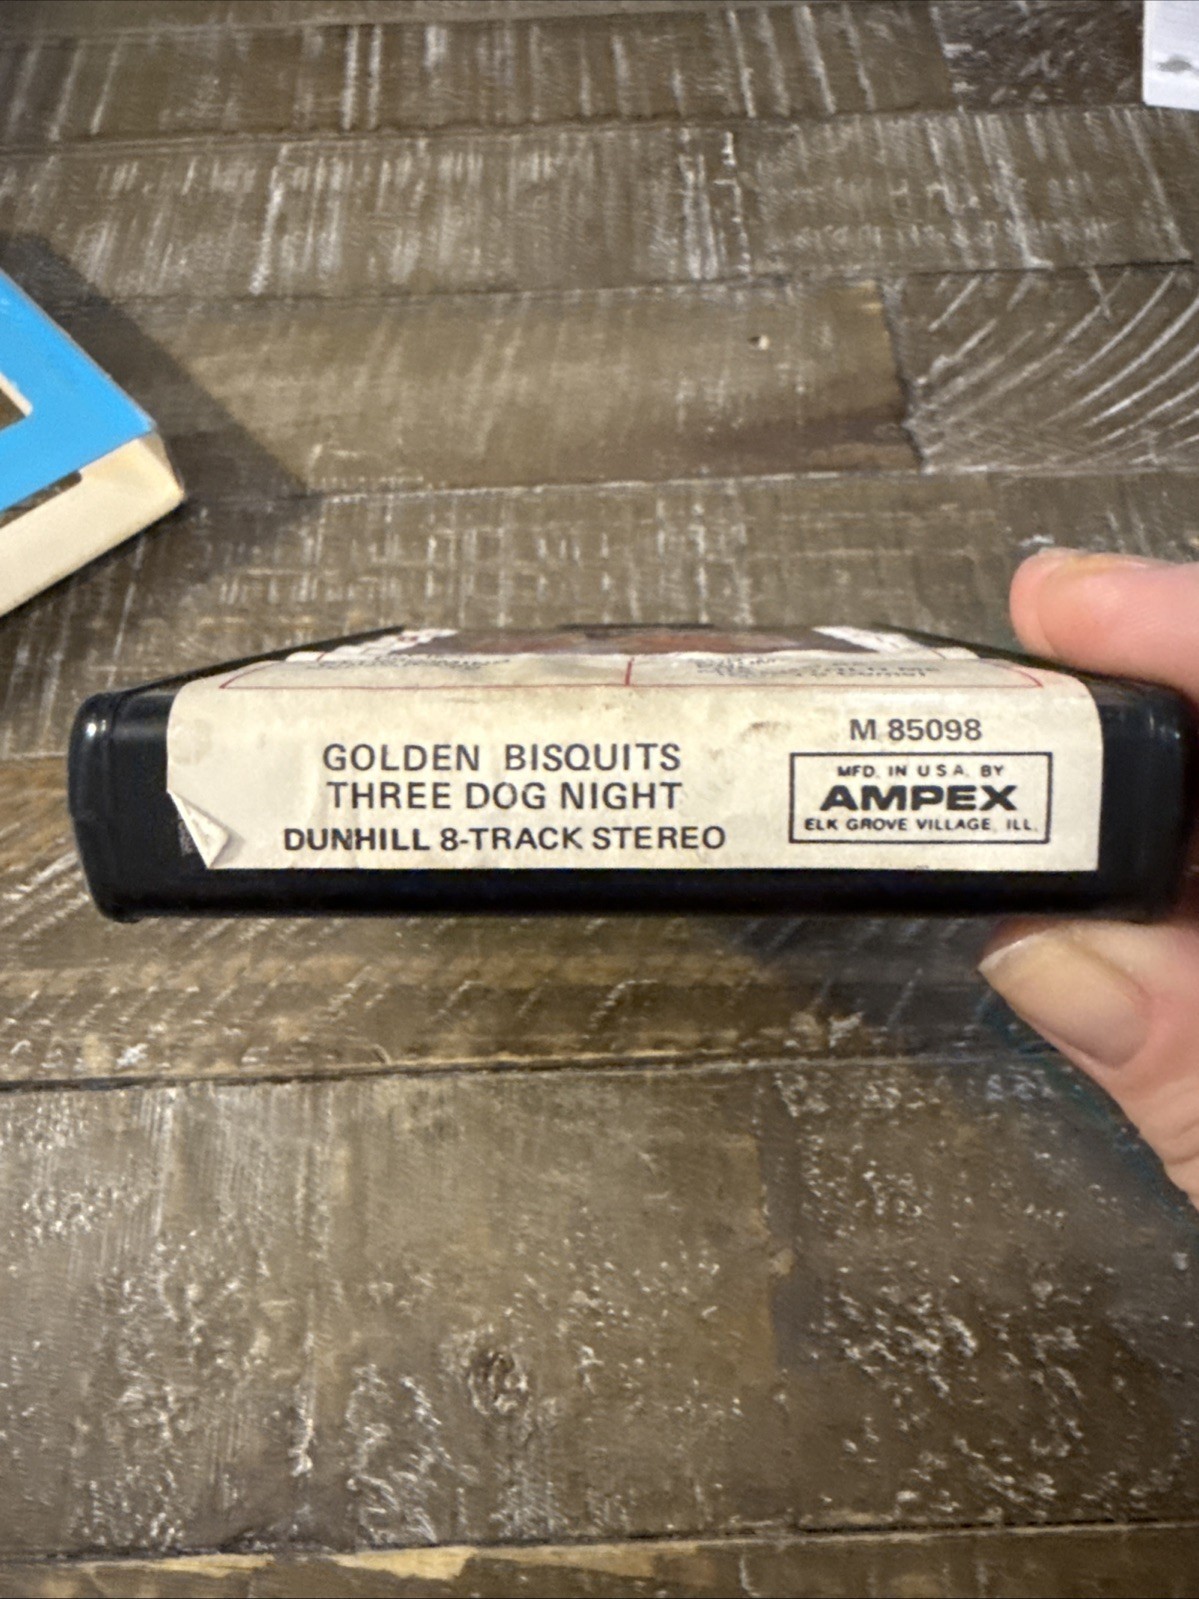 GOLDEN BISQUITS
THREE DOG NIGHT
DUNHILL 8-TRACK STEREO
M 85098
MFD. IN U.S.A. BY
AMPEX
ELK GROVE VILLAGE, ILL.